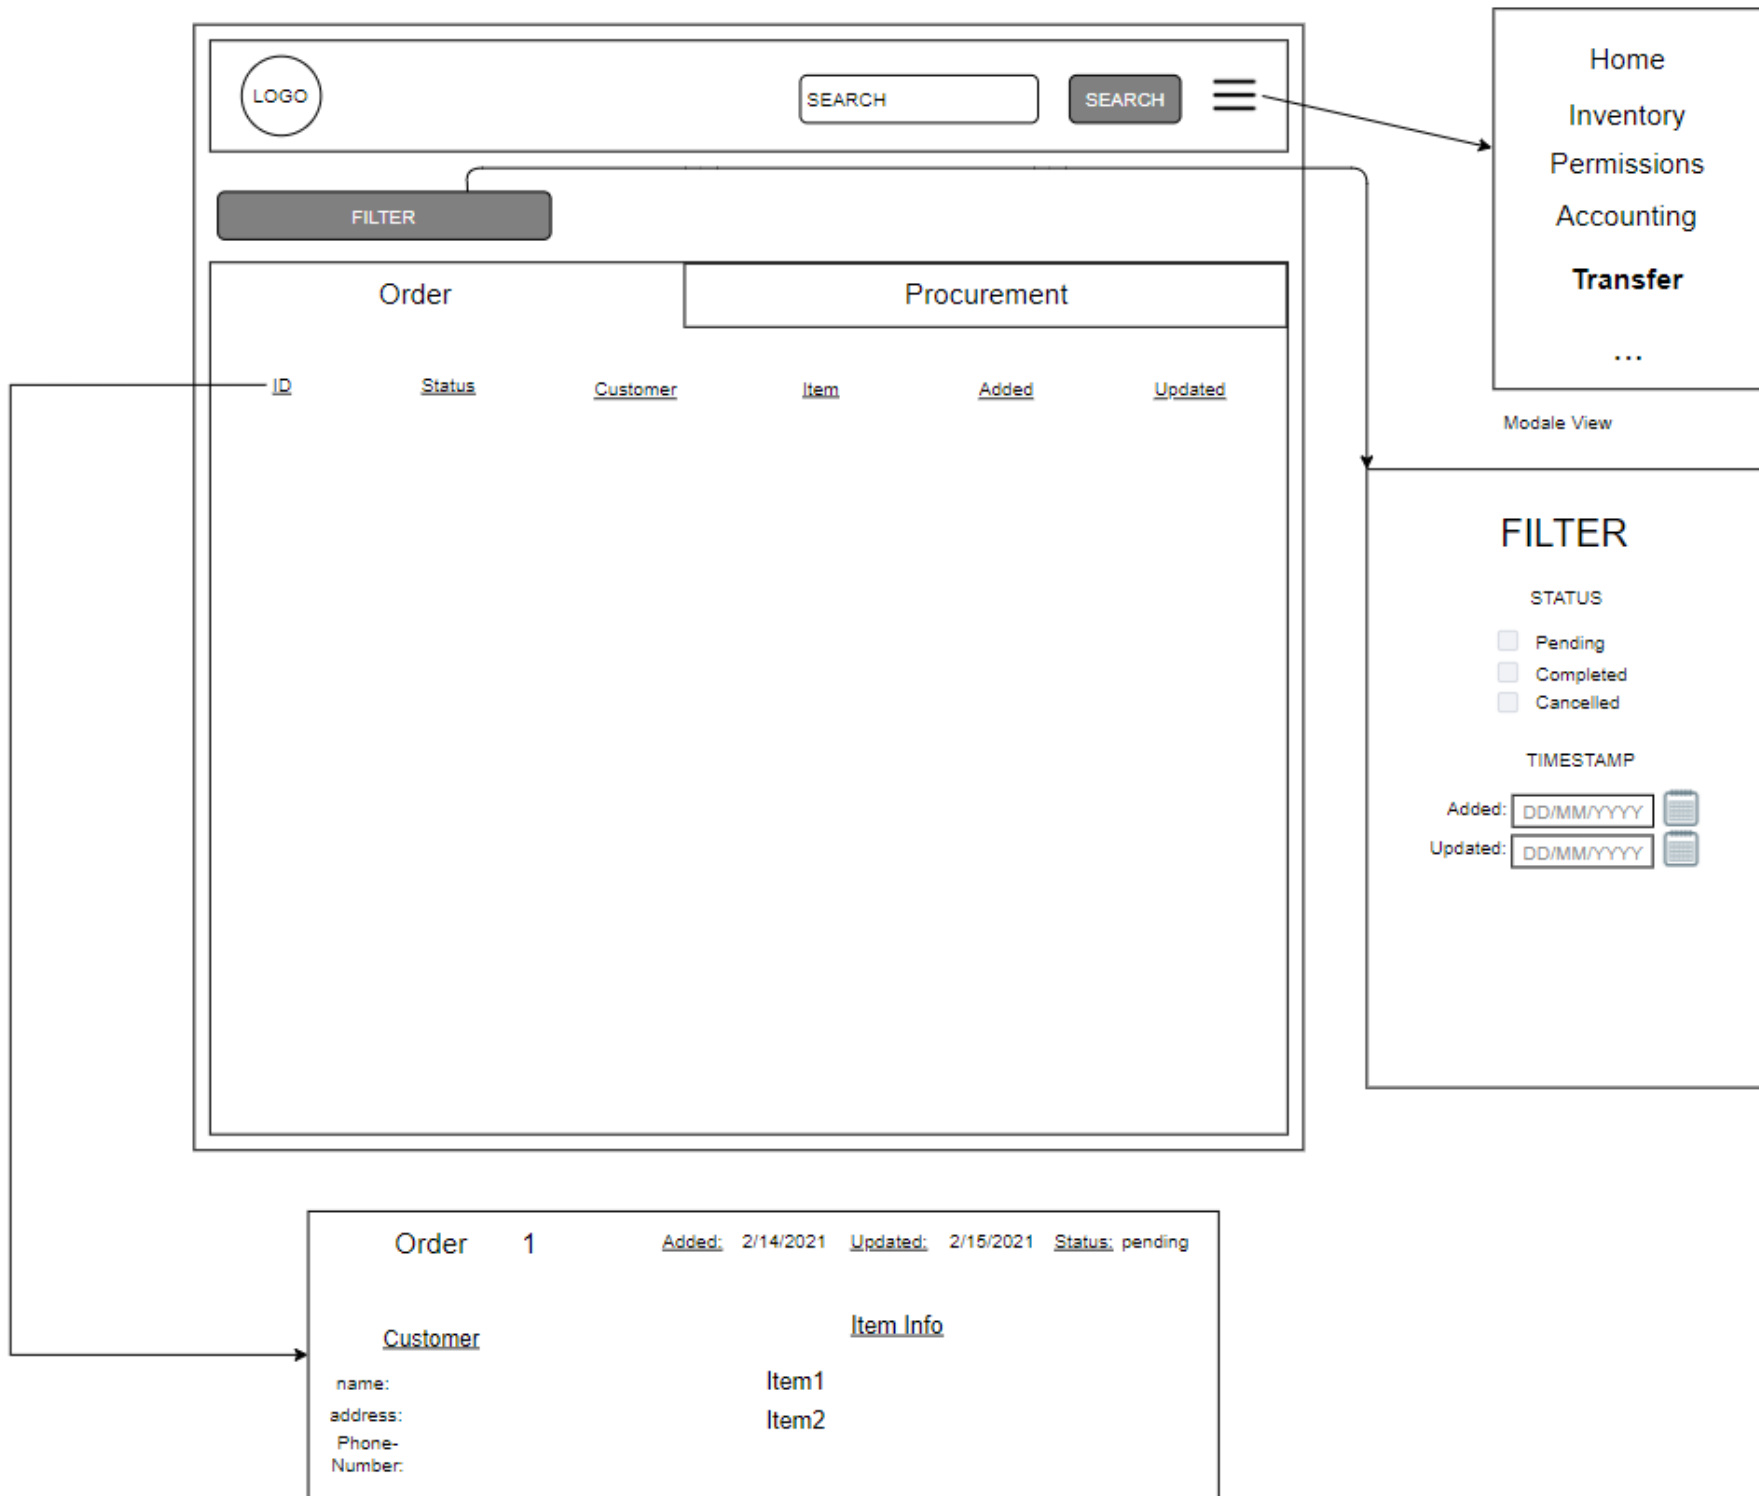 LOGO
SEARCH
SEARCH
Home
Inventory
Permissions
Accounting
Transfer
...
Modale View
FILTER
Order
Procurement
ID
Status
Customer
Item
Added
Updated
FILTER
STATUS
Pending
Completed
Cancelled
TIMESTAMP
Added: DD/MM/YYYY
Updated: DD/MM/YYYY
Order 1 Added: 2/14/2021 Updated: 2/15/2021 Status: pending
Customer
name:
address:
Phone-
Number:
Item Info
Item1
Item2